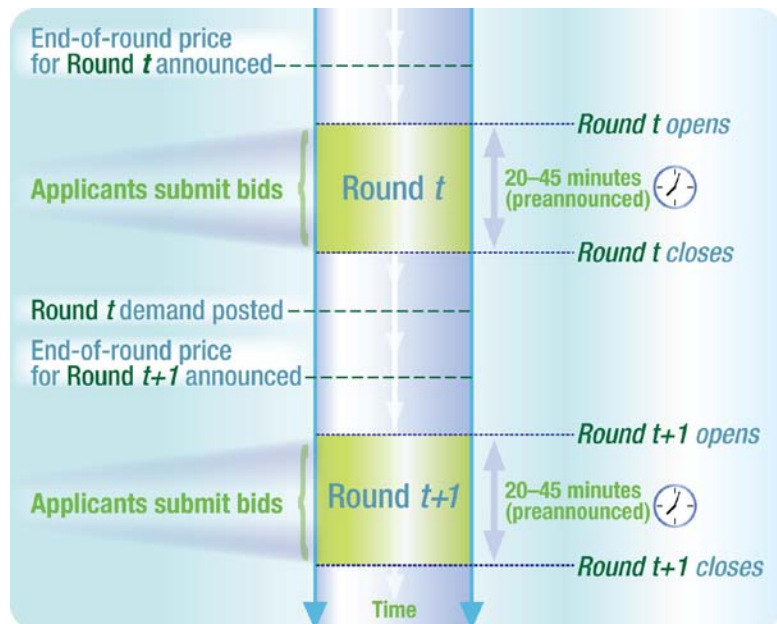 End-of-round price
for Round t announced
Round t opens
Applicants submit bids
Round t
20–45 minutes
(preannounced)
Round t closes
Round t demand posted
End-of-round price
for Round t+1 announced
Round t+1 opens
Applicants submit bids
Round t+1
20–45 minutes
(preannounced)
Round t+1 closes
Time